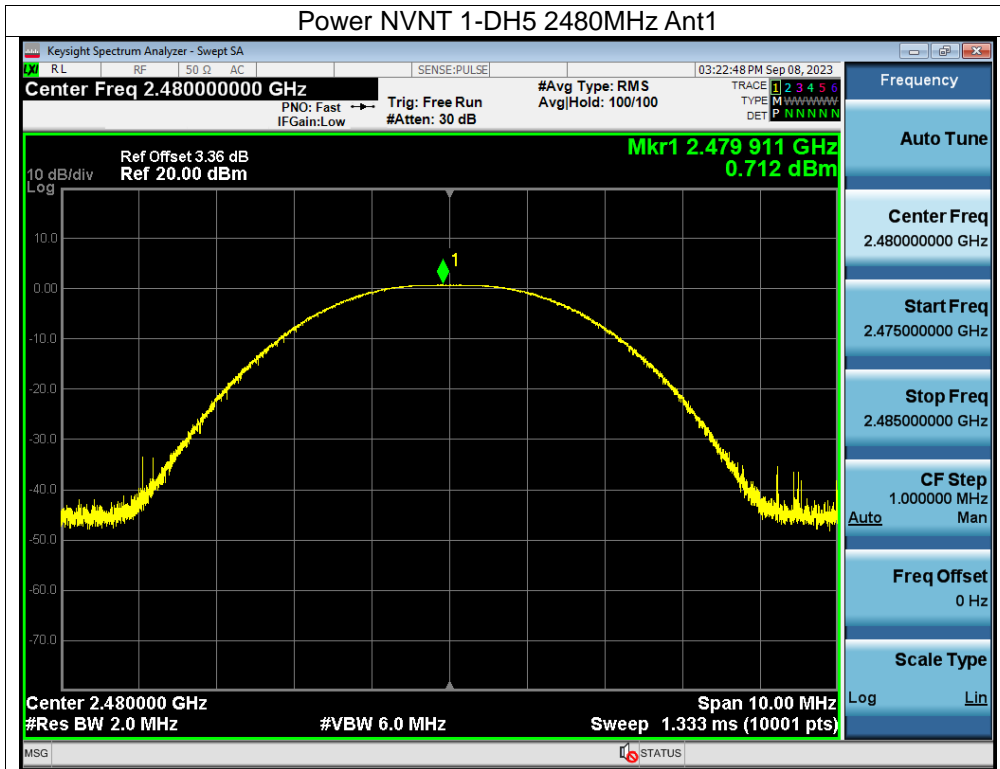 Power NVNT 1-DH5 2480MHz Ant1
Keysight Spectrum Analyzer - Swept SA
LXI RL RF 50 Ω AC SENSE:PULSE 03:22:48 PM Sep 08, 2023
Center Freq 2.480000000 GHz
PNO: Fast
IFGain:Low
Trig: Free Run
#Atten: 30 dB
#Avg Type: RMS
Avg|Hold: 100/100
TRACE 1 2 3 4 5 6
TYPE M WWWWW
DET P N N N N N
Mkr1 2.479 911 GHz
0.712 dBm
Ref Offset 3.36 dB
Ref 20.00 dBm
10 dB/div
Log
10.0
0.00
-10.0
-20.0
-30.0
-40.0
-50.0
-60.0
-70.0
1
Center 2.480000 GHz
Span 10.00 MHz
#Res BW 2.0 MHz
#VBW 6.0 MHz
Sweep 1.333 ms (10001 pts)
MSG
STATUS
Frequency
Auto Tune
Center Freq
2.480000000 GHz
Start Freq
2.475000000 GHz
Stop Freq
2.485000000 GHz
CF Step
1.000000 MHz
Auto Man
Freq Offset
0 Hz
Scale Type
Log Lin